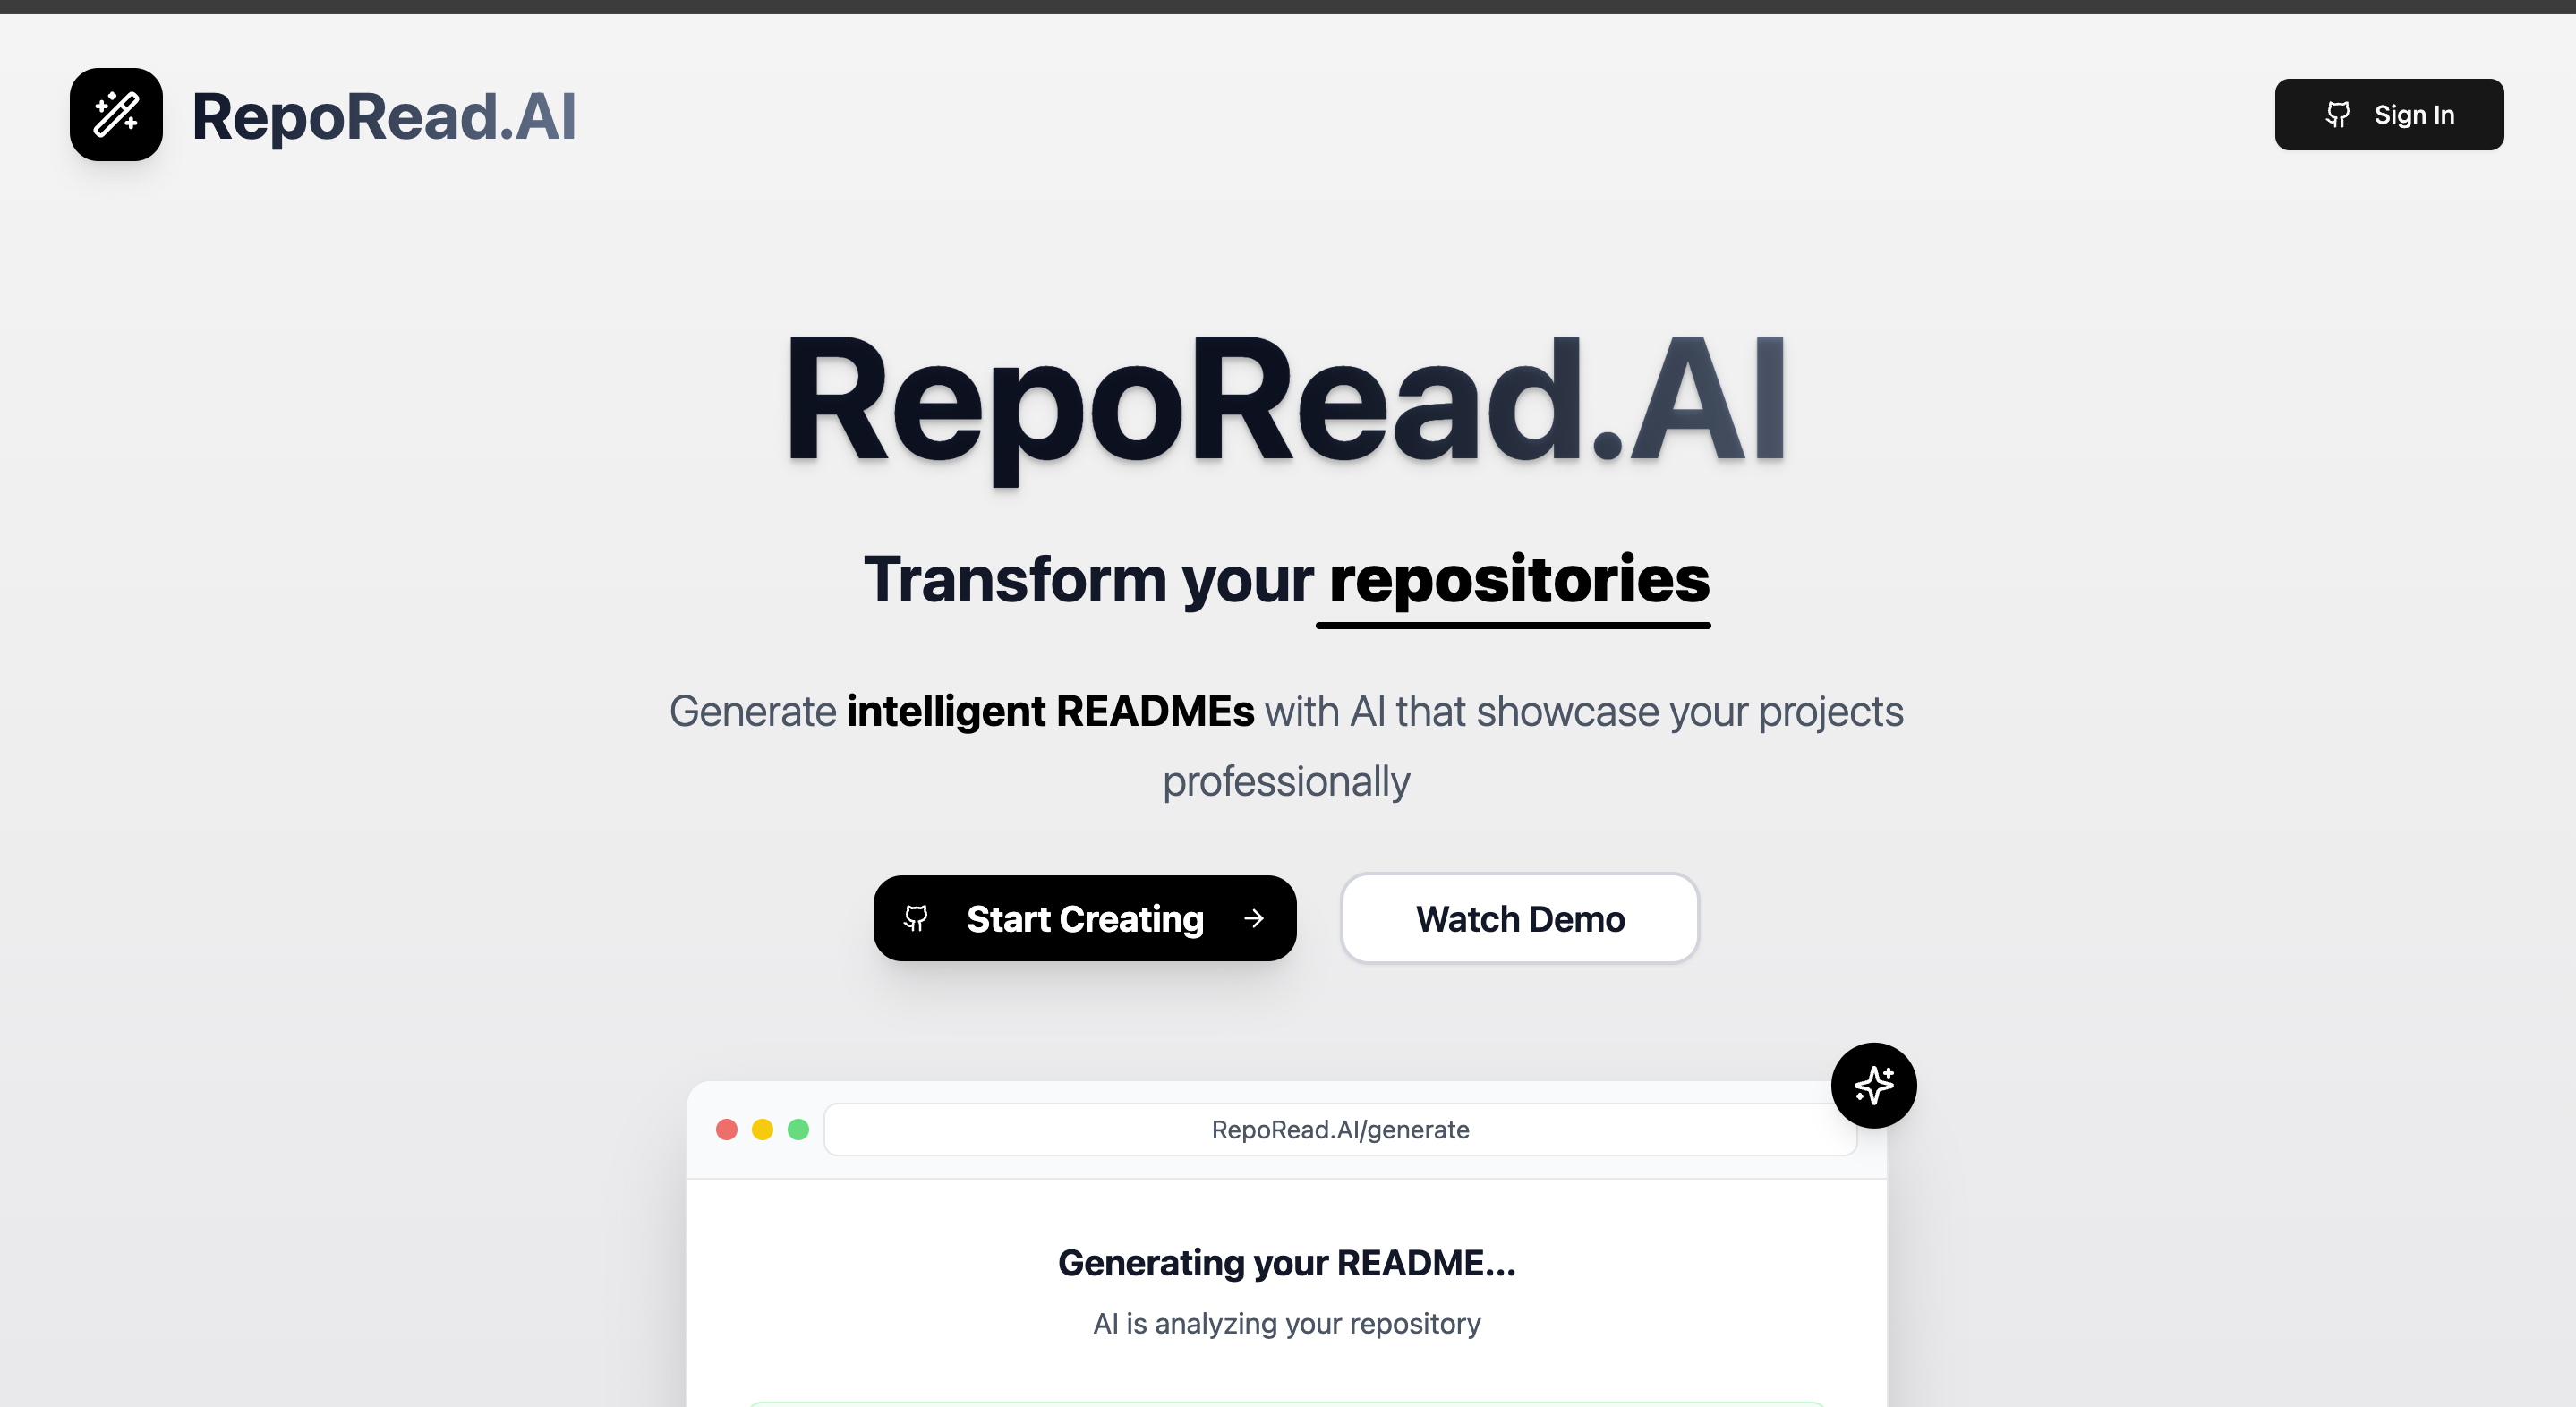 RepoRead.AI
Sign In
RepoRead.AI
Transform your repositories
Generate intelligent READMEs with AI that showcase your projects
professionally
Start Creating
Watch Demo
RepoRead.AI/generate
Generating your README...
AI is analyzing your repository